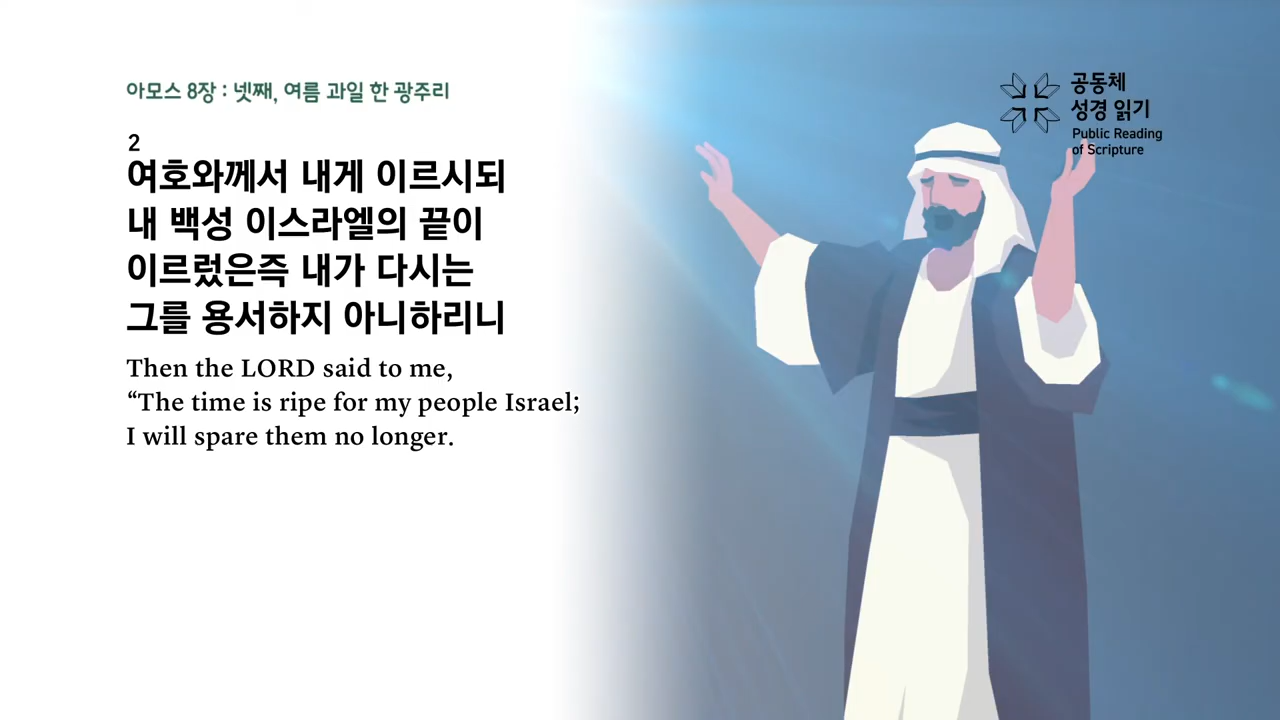 아모스 8장 : 넷째, 여름 과일 한 광주리
공동체
성경 읽기
Public Reading
of Scripture
2
여호와께서 내게 이르시되
내 백성 이스라엘의 끝이
이르렀은즉 내가 다시는
그를 용서하지 아니하리니
Then the LORD said to me,
“The time is ripe for my people Israel;
I will spare them no longer.